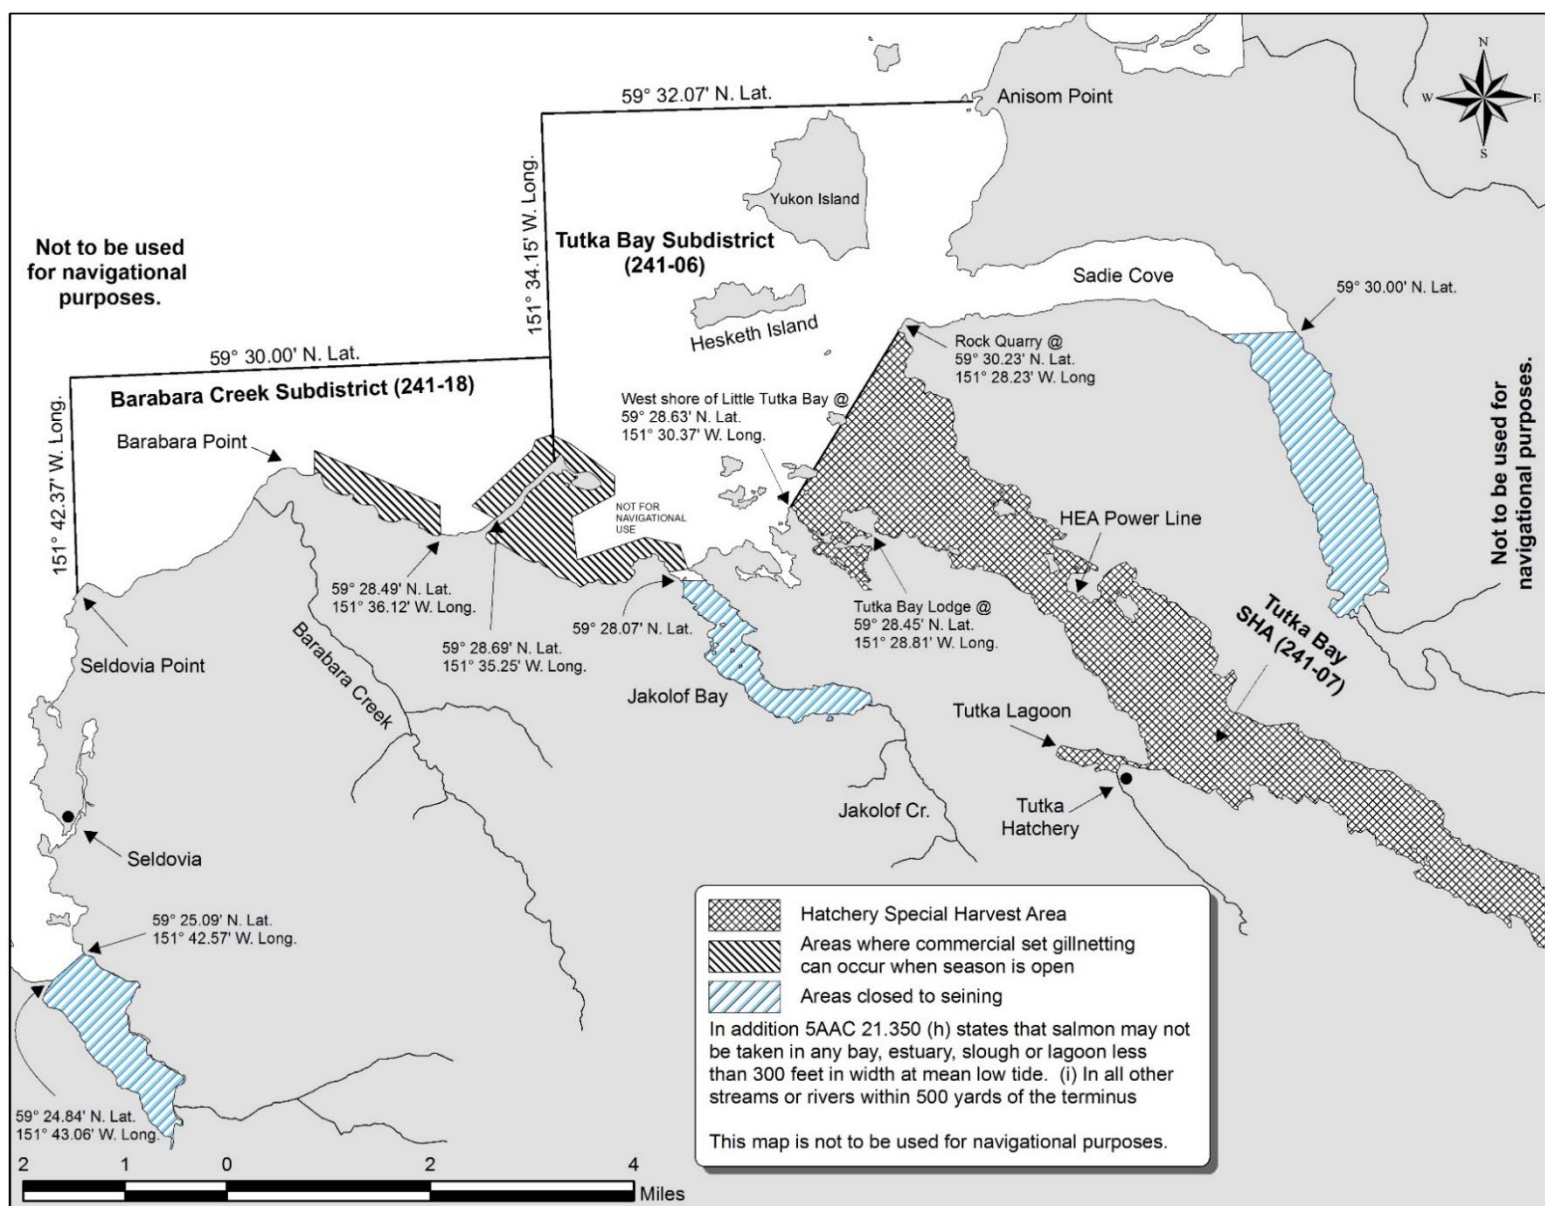 59° 32.07' N. Lat.
Anisom Point
N
W
E
S
Yukon Island
151° 34.15' W. Long.
Tutka Bay Subdistrict
(241-06)
Not to be used
for navigational
purposes.
Sadie Cove
59° 30.00' N. Lat.
Hesketh Island
Rock Quarry @
59° 30.23' N. Lat.
151° 28.23' W. Long
59° 30.00' N. Lat.
Barabara Creek Subdistrict (241-18)
151° 42.37' W. Long.
Barabara Point
West shore of Little Tutka Bay @
59° 28.63' N. Lat.
151° 30.37' W. Long.
Not to be used for
navigational purposes.
NOT FOR
NAVIGATIONAL
USE
HEA Power Line
59° 28.49' N. Lat.
151° 36.12' W. Long.
59° 28.69' N. Lat.
151° 35.25' W. Long.
59° 28.07' N. Lat.
Tutka Bay Lodge @
59° 28.45' N. Lat.
151° 28.81' W. Long.
Tutka Bay
SHA (241-07)
Seldovia Point
Barabara Creek
Jakolof Bay
Tutka Lagoon
Jakolof Cr.
Tutka
Hatchery
Seldovia
59° 25.09' N. Lat.
151° 42.57' W. Long.
59° 24.84' N. Lat.
151° 43.06' W. Long.
Hatchery Special Harvest Area
Areas where commercial set gillnetting
can occur when season is open
Areas closed to seining
In addition 5AAC 21.350 (h) states that salmon may not
be taken in any bay, estuary, slough or lagoon less
than 300 feet in width at mean low tide.  (i) In all other
streams or rivers within 500 yards of the terminus
This map is not to be used for navigational purposes.
2 1 0 2 4
Miles